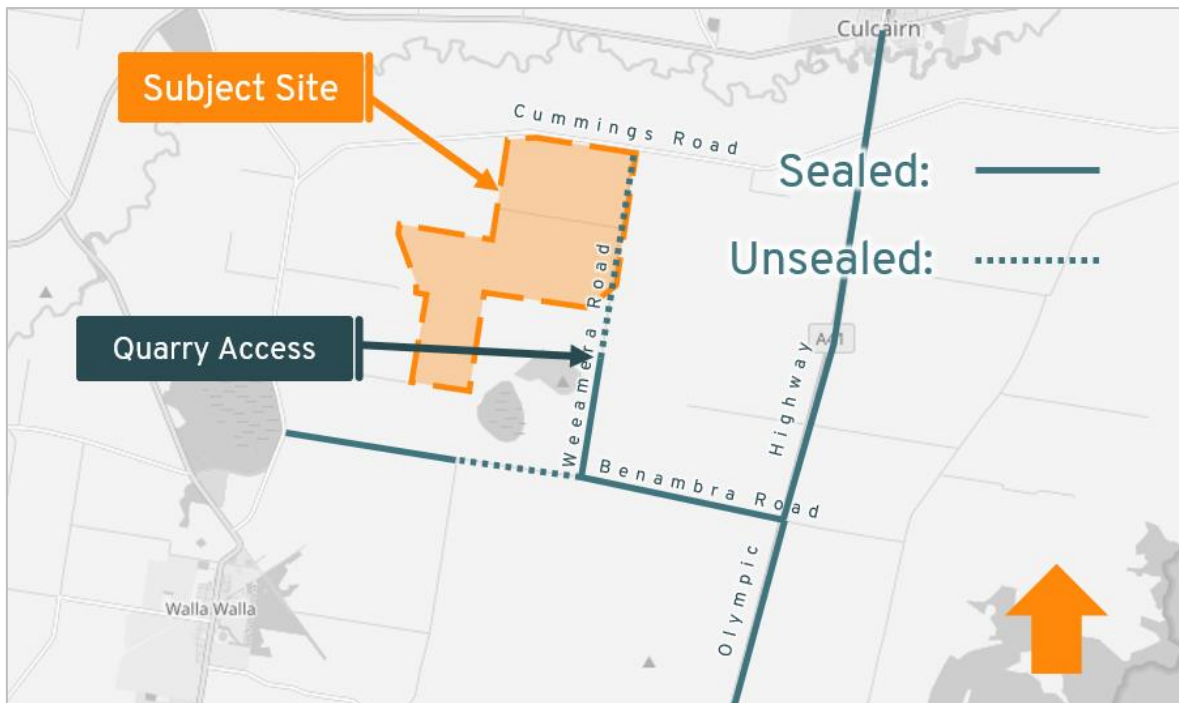 Culcairn
Subject Site
Cummings Road
Sealed:
Unsealed:
Weeamera Road
Quarry Access
A41
Olympic Highway
Benambra Road
Walla Walla